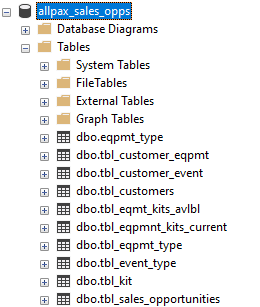 allpax_sales_opps
Database Diagrams
Tables
System Tables
FileTables
External Tables
Graph Tables
dbo.eqpmt_type
dbo.tbl_customer_eqpmt
dbo.tbl_customer_event
dbo.tbl_customers
dbo.tbl_eqmt_kits_avlbl
dbo.tbl_eqpmnt_kits_current
dbo.tbl_eqpmt_type
dbo.tbl_event_type
dbo.tbl_kit
dbo.tbl_sales_opportunities